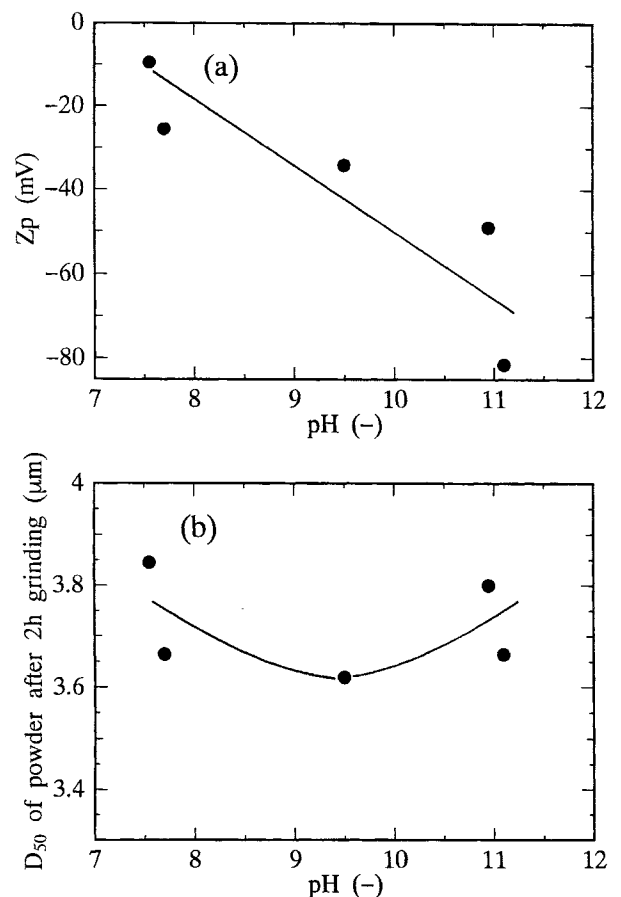 (a)
0
−20
−40
−60
−80
Zp (mV)
7 8 9 10 11 12
pH (−)
(b)
4
3.8
3.6
3.4
D₅₀ of powder after 2h grinding (μm)
7 8 9 10 11 12
pH (−)